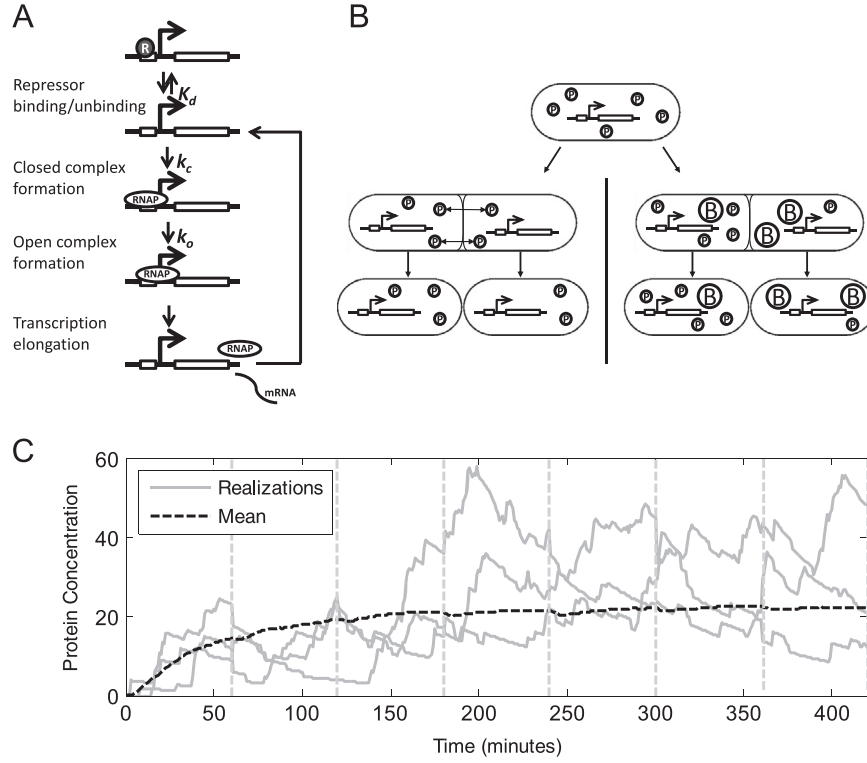 A
R
Repressor
binding/unbinding
K_d
Closed complex
formation
k_c
RNAP
Open complex
formation
k_o
RNAP
Transcription
elongation
RNAP
mRNA
B
P P P P P
P P P P P
P P P P B B B
P P P P P
P P P P B B B P
C
Protein Concentration
60
40
20
0
Realizations
Mean
0 50 100 150 200 250 300 350 400
Time (minutes)